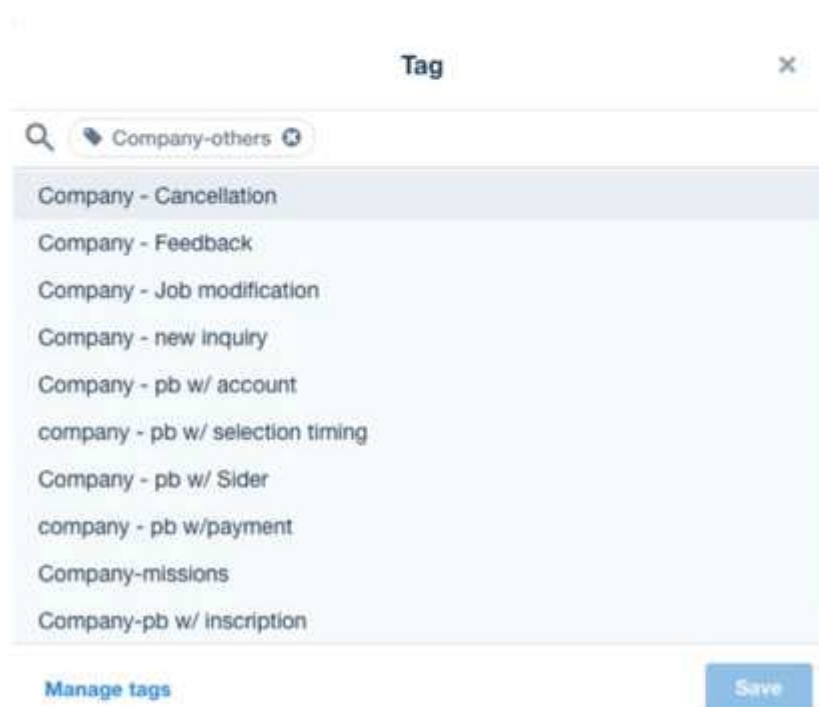 Tag
Company-others
Company - Cancellation
Company - Feedback
Company - Job modification
Company - new inquiry
Company - pb w/ account
company - pb w/ selection timing
Company - pb w/ Sider
company - pb w/payment
Company-missions
Company-pb w/ inscription
Manage tags
Save